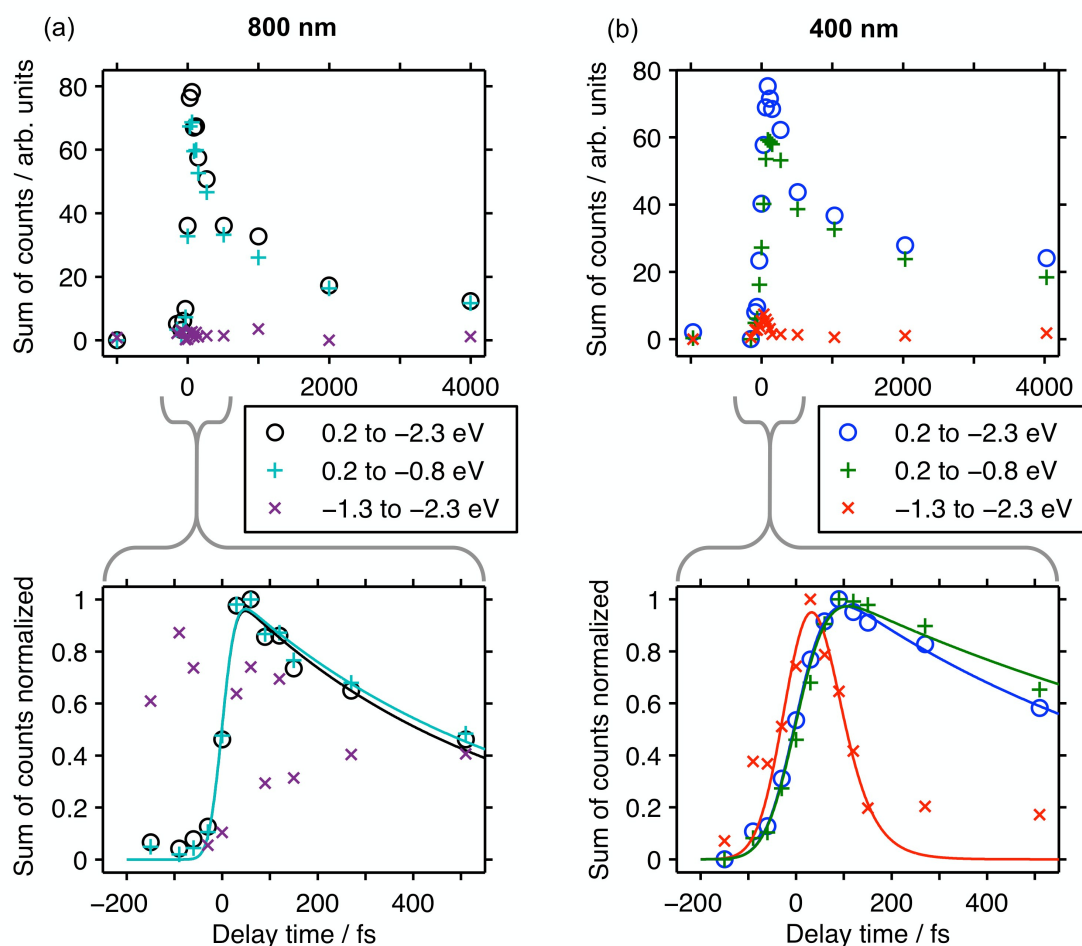 (a)
800 nm
Sum of counts / arb. units
80
60
40
20
0
0
2000
4000
0.2 to −2.3 eV
0.2 to −0.8 eV
−1.3 to −2.3 eV
Sum of counts normalized
1
0.8
0.6
0.4
0.2
0
−200
0
200
400
Delay time / fs
(b)
400 nm
Sum of counts / arb. units
80
60
40
20
0
0
2000
4000
0.2 to −2.3 eV
0.2 to −0.8 eV
−1.3 to −2.3 eV
Sum of counts normalized
1
0.8
0.6
0.4
0.2
0
−200
0
200
400
Delay time / fs